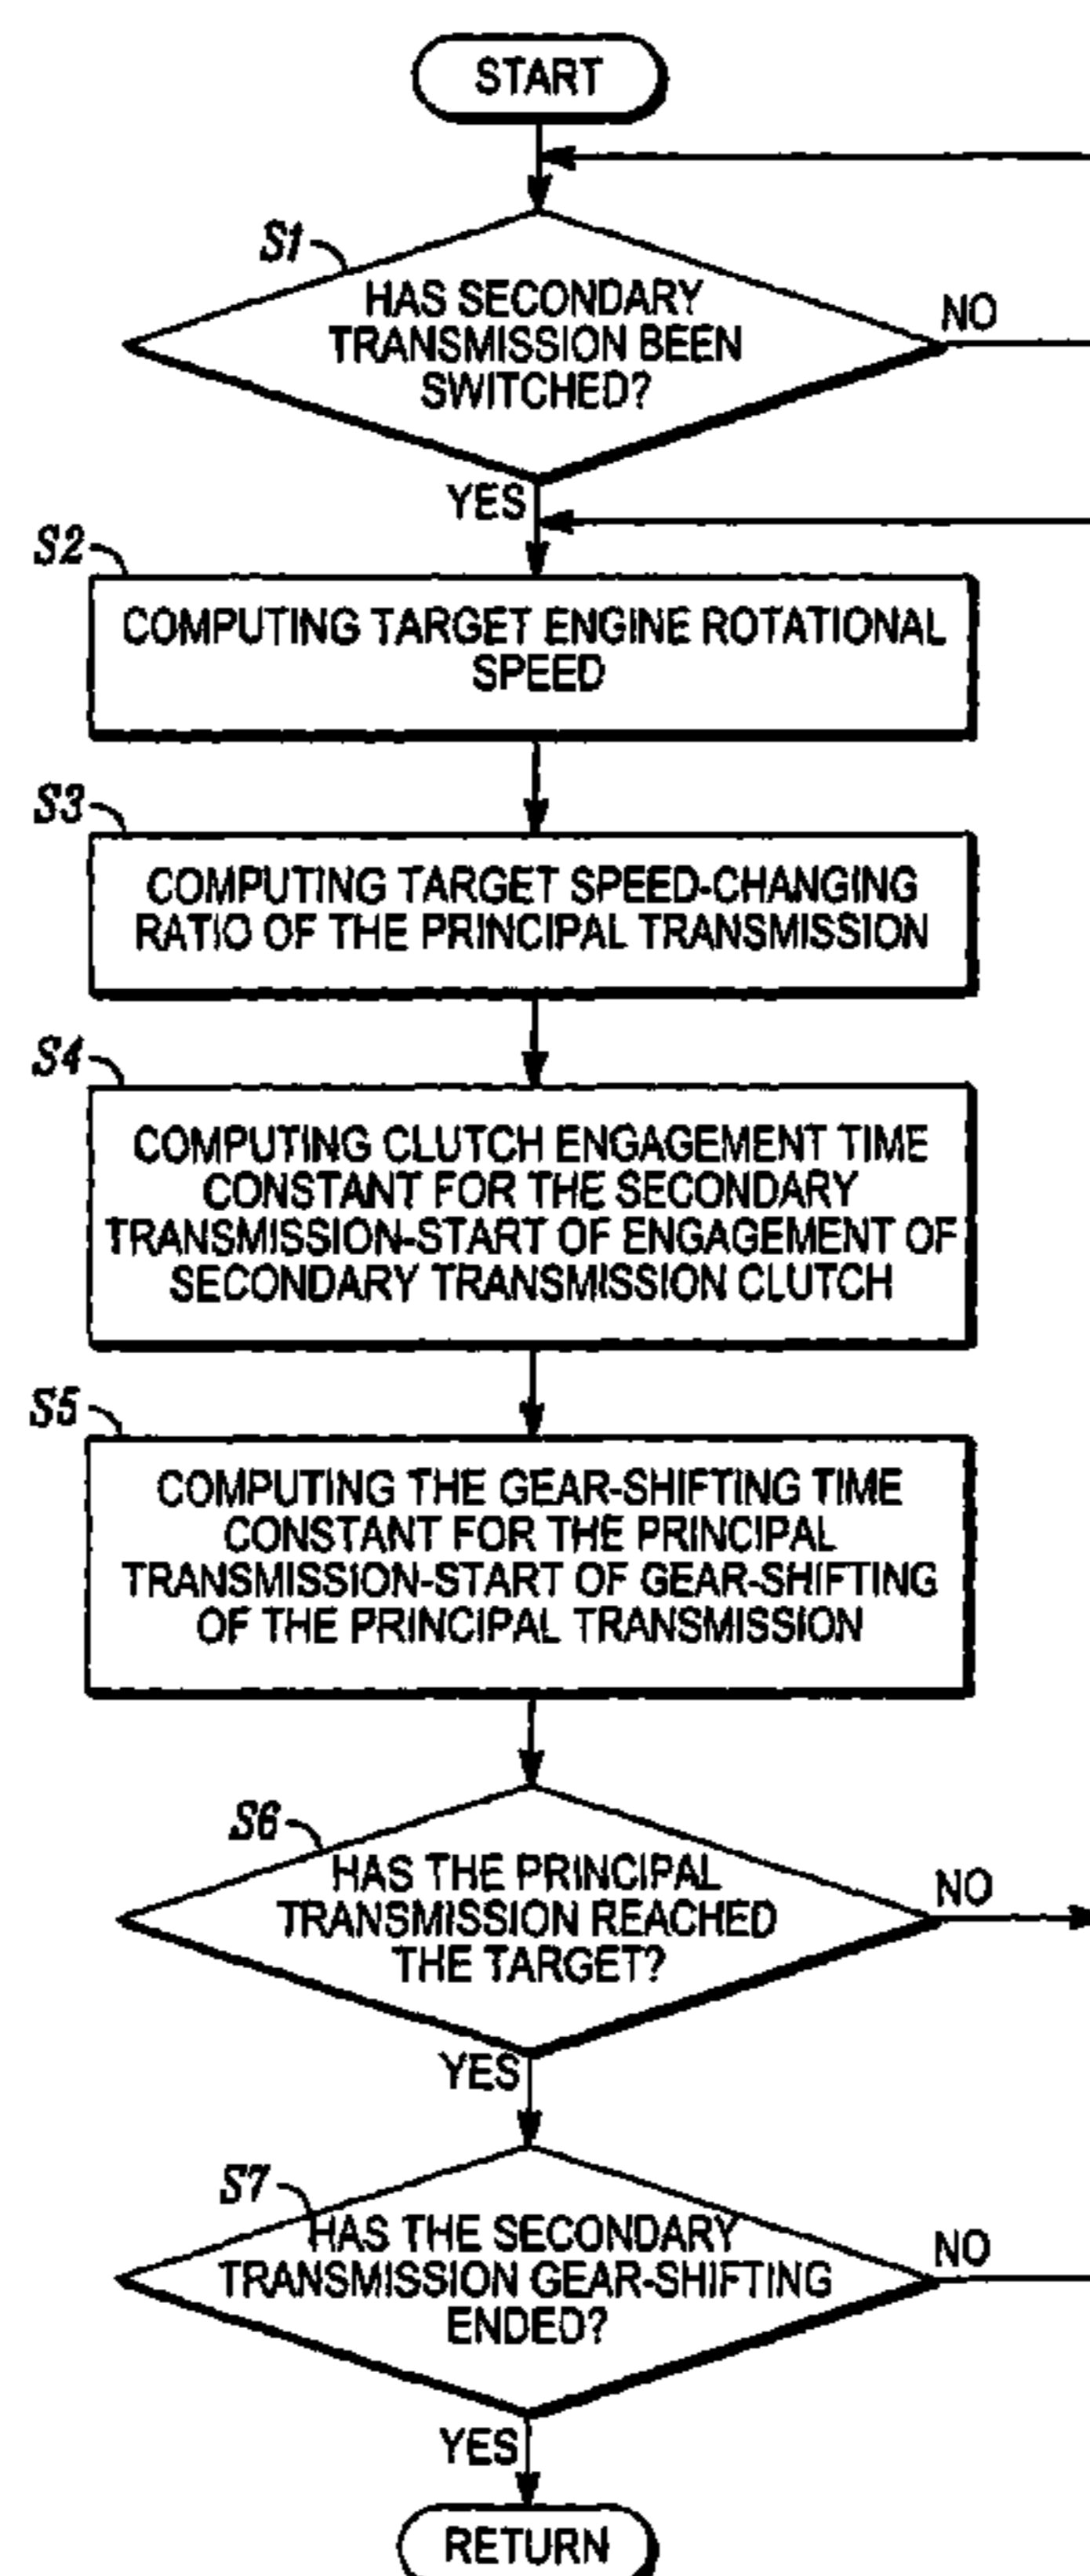 START
S1
HAS SECONDARY
TRANSMISSION BEEN
SWITCHED?
NO
YES
S2
COMPUTING TARGET ENGINE ROTATIONAL
SPEED
S3
COMPUTING TARGET SPEED-CHANGING
RATIO OF THE PRINCIPAL TRANSMISSION
S4
COMPUTING CLUTCH ENGAGEMENT TIME
CONSTANT FOR THE SECONDARY
TRANSMISSION-START OF ENGAGEMENT OF
SECONDARY TRANSMISSION CLUTCH
S5
COMPUTING THE GEAR-SHIFTING TIME
CONSTANT FOR THE PRINCIPAL
TRANSMISSION-START OF GEAR-SHIFTING
OF THE PRINCIPAL TRANSMISSION
S6
HAS THE PRINCIPAL
TRANSMISSION REACHED
THE TARGET?
NO
YES
S7
HAS THE SECONDARY
TRANSMISSION GEAR-SHIFTING
ENDED?
NO
YES
RETURN